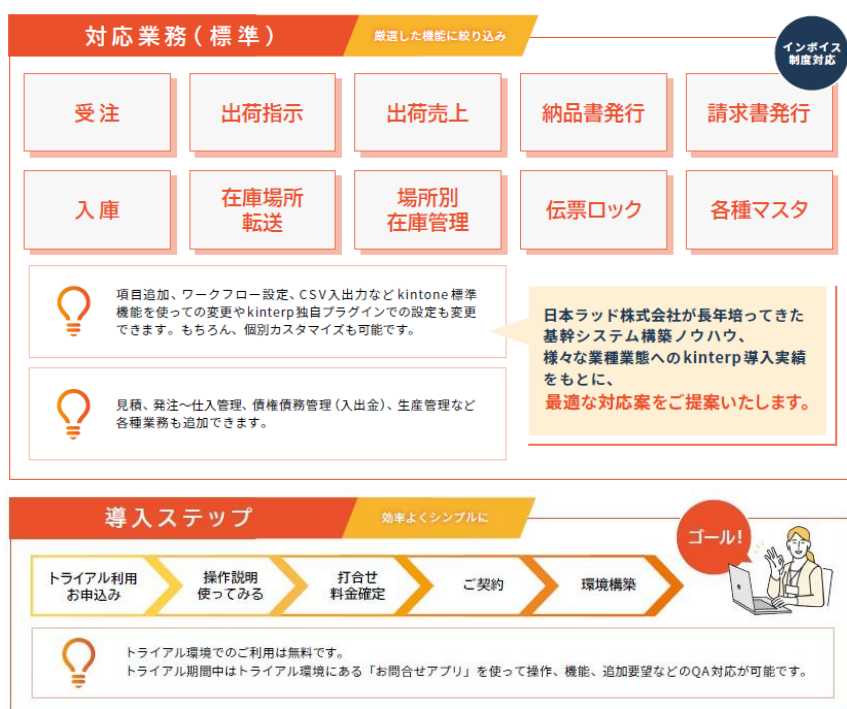 対応業務(標準)
厳選した機能に絞り込み
インボイス
制度対応
受注
出荷指示
出荷売上
納品書発行
請求書発行
入庫
在庫場所
転送
場所別
在庫管理
伝票ロック
各種マスタ
項目追加、ワークフロー設定、CSV入出力などkintone標準
機能を使っての変更やkinterp独自プラグインでの設定も変更
できます。もちろん、個別カスタマイズも可能です。
日本ラッド株式会社が長年培ってきた
基幹システム構築ノウハウ、
様々な業種業態へのkinterp導入実績
をもとに、
最適な対応案をご提案いたします。
見積、発注～仕入管理、債権債務管理(入出金)、生産管理など
各種業務も追加できます。
導入ステップ
効率よくシンプルに
ゴール!
トライアル利用
お申込み
操作説明
使ってみる
打合せ
料金確定
ご契約
環境構築
トライアル環境でのご利用は無料です。
トライアル期間中はトライアル環境にある「お問合せアプリ」を使って操作、機能、追加要望などのQA対応が可能です。